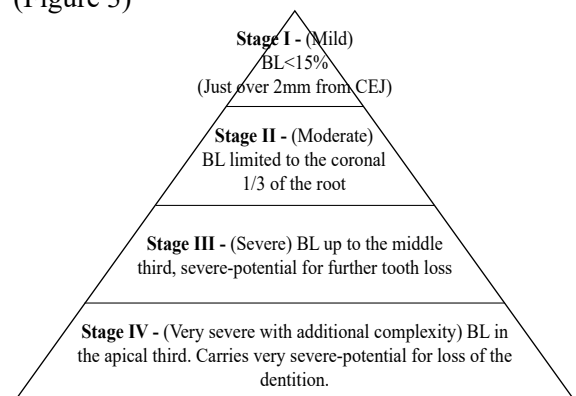 (Figure 3)
Stage I - (Mild)
BL<15%
(Just over 2mm from CEJ)
Stage II - (Moderate)
BL limited to the coronal
1/3 of the root
Stage III - (Severe) BL up to the middle
third, severe-potential for further tooth loss
Stage IV - (Very severe with additional complexity) BL in
the apical third. Carries very severe-potential for loss of the
dentition.